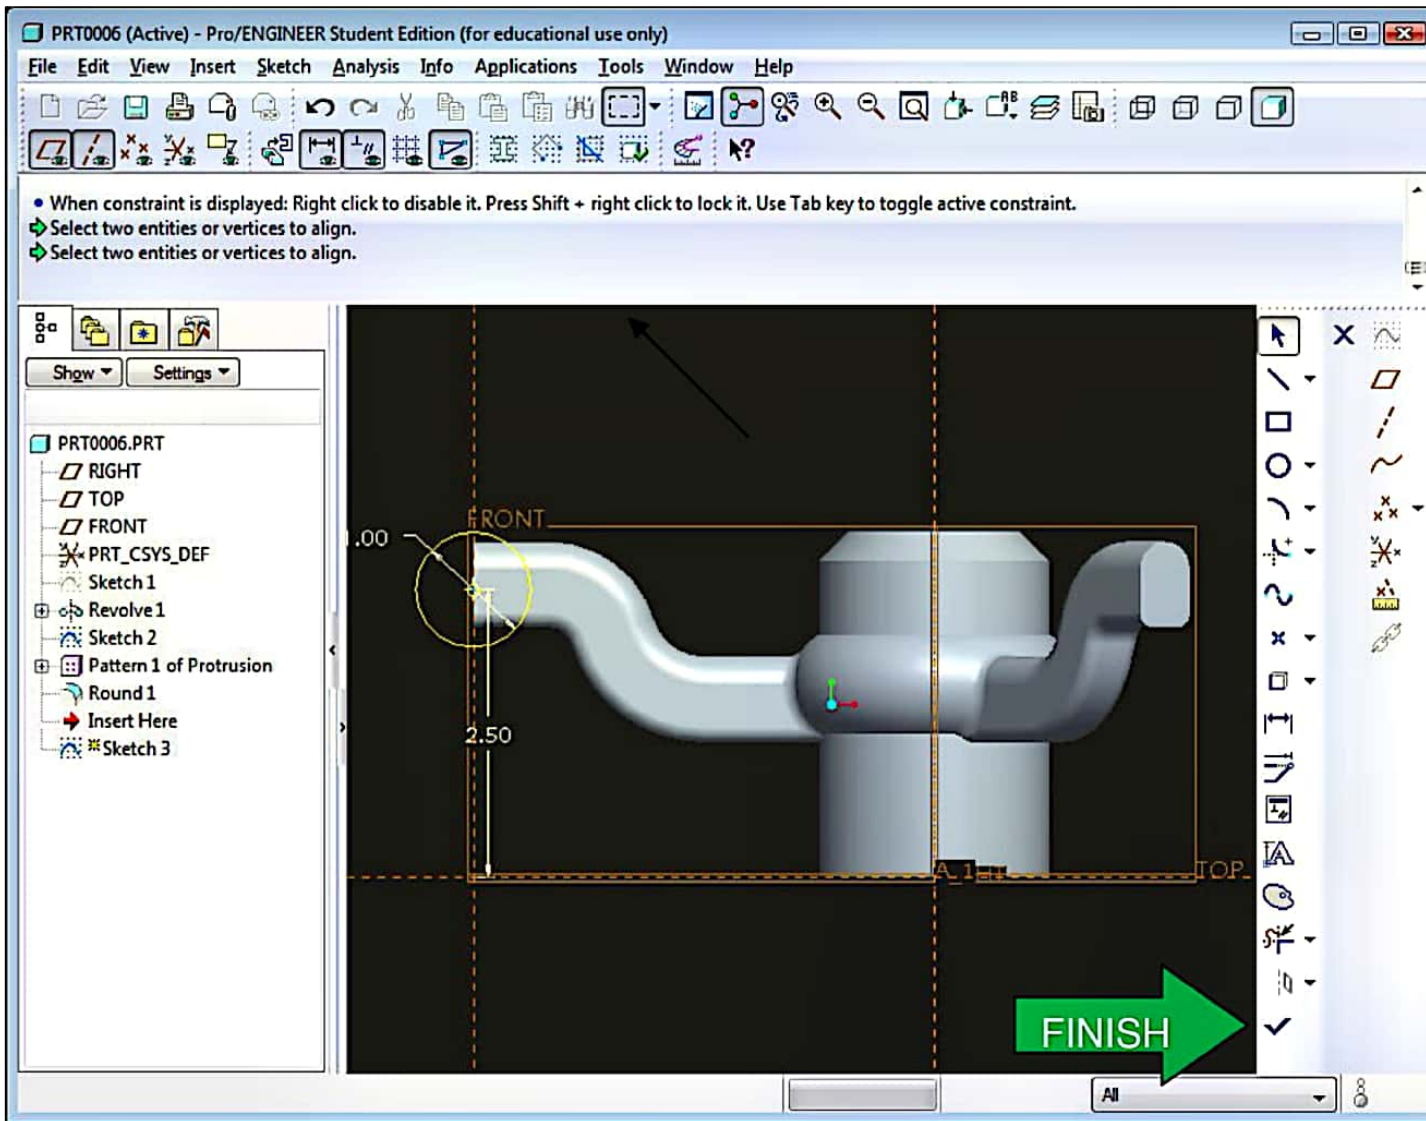 PRT0006 (Active) - Pro/ENGINEER Student Edition (for educational use only)
File Edit View Insert Sketch Analysis Info Applications Tools Window Help
• When constraint is displayed: Right click to disable it. Press Shift + right click to lock it. Use Tab key to toggle active constraint.
Select two entities or vertices to align.
Select two entities or vertices to align.
Show Settings
PRT0006.PRT
RIGHT
TOP
FRONT
PRT_CSYS_DEF
Sketch 1
Revolve 1
Sketch 2
Pattern 1 of Protrusion
Round 1
Insert Here
Sketch 3
FRONT
.00
2.50
A_1
TOP
FINISH
All